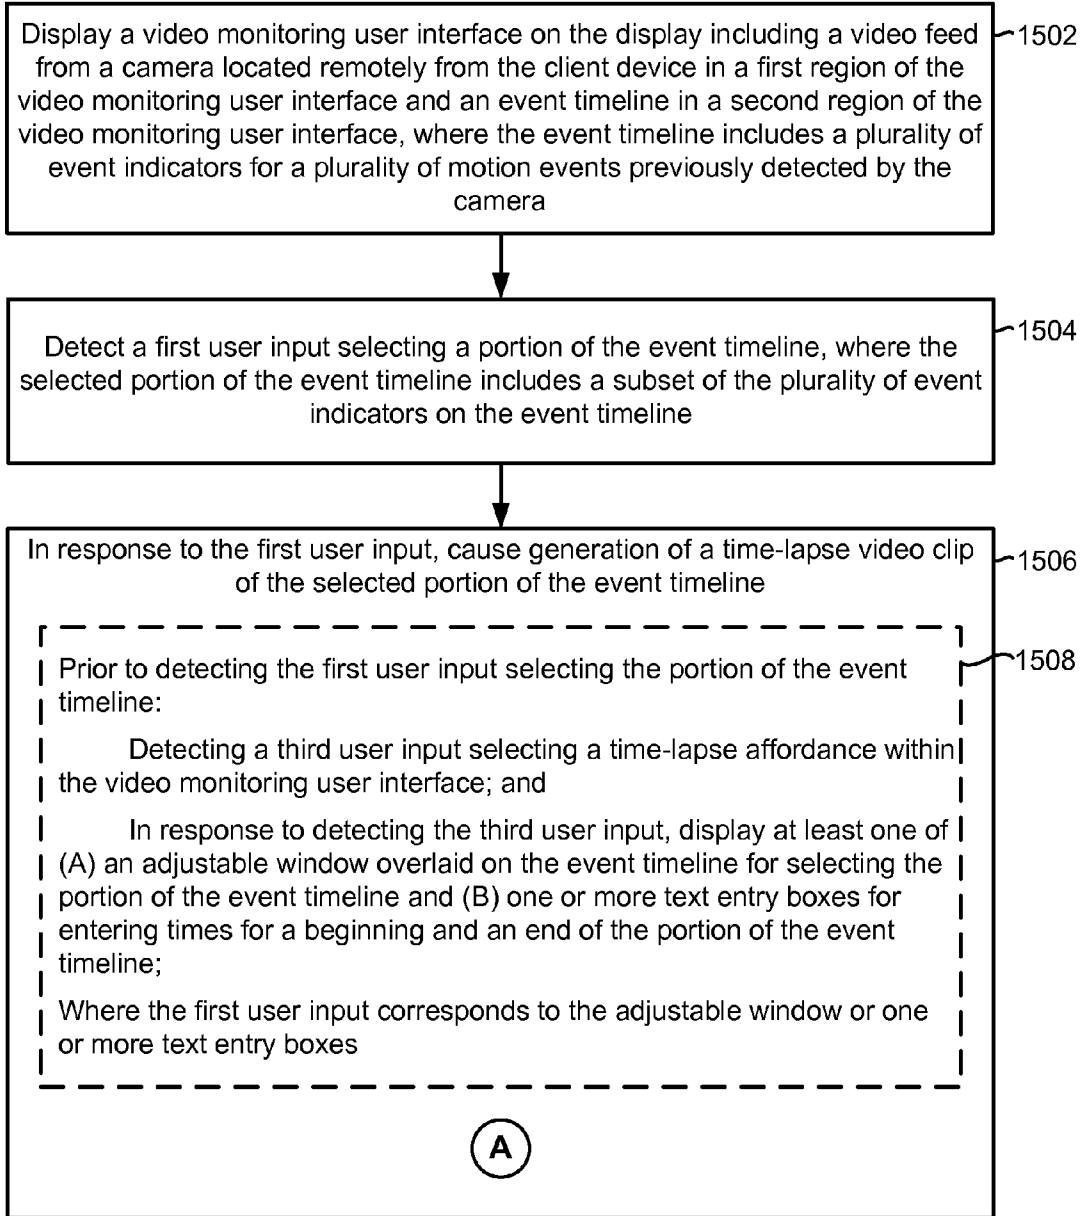 Display a video monitoring user interface on the display including a video feed
from a camera located remotely from the client device in a first region of the
video monitoring user interface and an event timeline in a second region of the
video monitoring user interface, where the event timeline includes a plurality of
event indicators for a plurality of motion events previously detected by the
camera
1502
Detect a first user input selecting a portion of the event timeline, where the
selected portion of the event timeline includes a subset of the plurality of event
indicators on the event timeline
1504
In response to the first user input, cause generation of a time-lapse video clip
of the selected portion of the event timeline
1506
Prior to detecting the first user input selecting the portion of the event
timeline:
Detecting a third user input selecting a time-lapse affordance within
the video monitoring user interface; and
In response to detecting the third user input, display at least one of
(A) an adjustable window overlaid on the event timeline for selecting the
portion of the event timeline and (B) one or more text entry boxes for
entering times for a beginning and an end of the portion of the event
timeline;
Where the first user input corresponds to the adjustable window or one
or more text entry boxes
1508
A